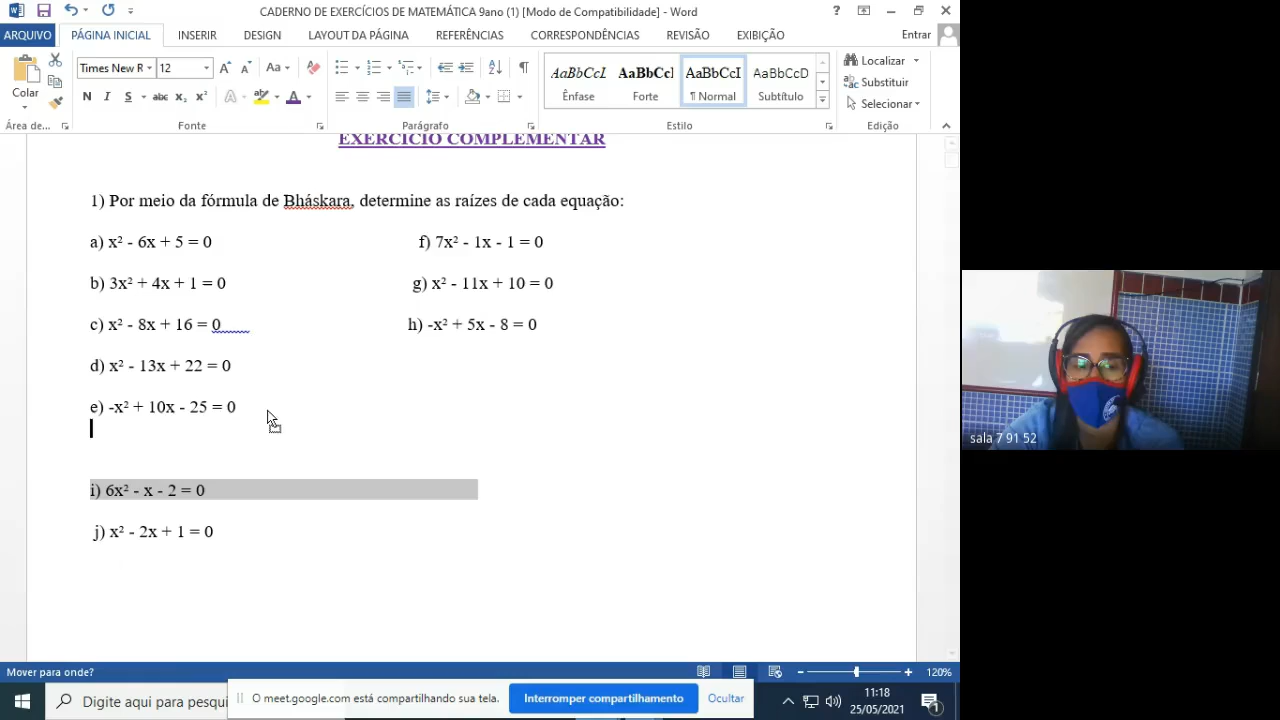 CADERNO DE EXERCÍCIOS DE MATEMÁTICA 9ano (1) [Modo de Compatibilidade] - Word
ARQUIVO PÁGINA INICIAL INSERIR DESIGN LAYOUT DA PÁGINA REFERÊNCIAS CORRESPONDÊNCIAS REVISÃO EXIBIÇÃO Entrar
Colar
Área de...
Times New R 12
Fonte
Parágrafo
AaBbCcI AaBbCcI AaBbCcI AaBbCcD
Ênfase Forte ¶ Normal Subtítulo
Estilo
Localizar
Substituir
Selecionar
Edição
EXERCÍCIO COMPLEMENTAR
1) Por meio da fórmula de Bháskara, determine as raízes de cada equação:
a) x² - 6x + 5 = 0 f) 7x² - 1x - 1 = 0
b) 3x² + 4x + 1 = 0 g) x² - 11x + 10 = 0
c) x² - 8x + 16 = 0 h) -x² + 5x - 8 = 0
d) x² - 13x + 22 = 0
e) -x² + 10x - 25 = 0
i) 6x² - x - 2 = 0
j) x² - 2x + 1 = 0
sala 7 91 52
Mover para onde? 120%
Digite aqui para pesqui
O meet.google.com está compartilhando sua tela. Interromper compartilhamento Ocultar
11:18
25/05/2021
1